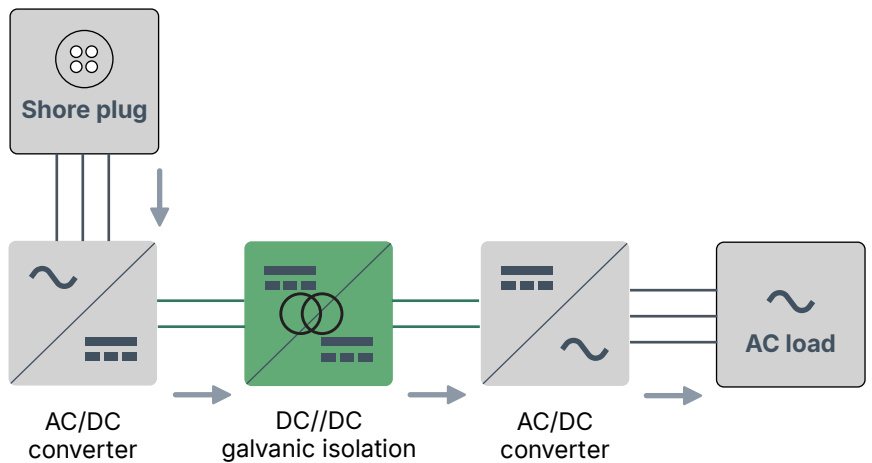 Shore plug
AC load
AC/DC
converter
DC//DC
galvanic isolation
AC/DC
converter